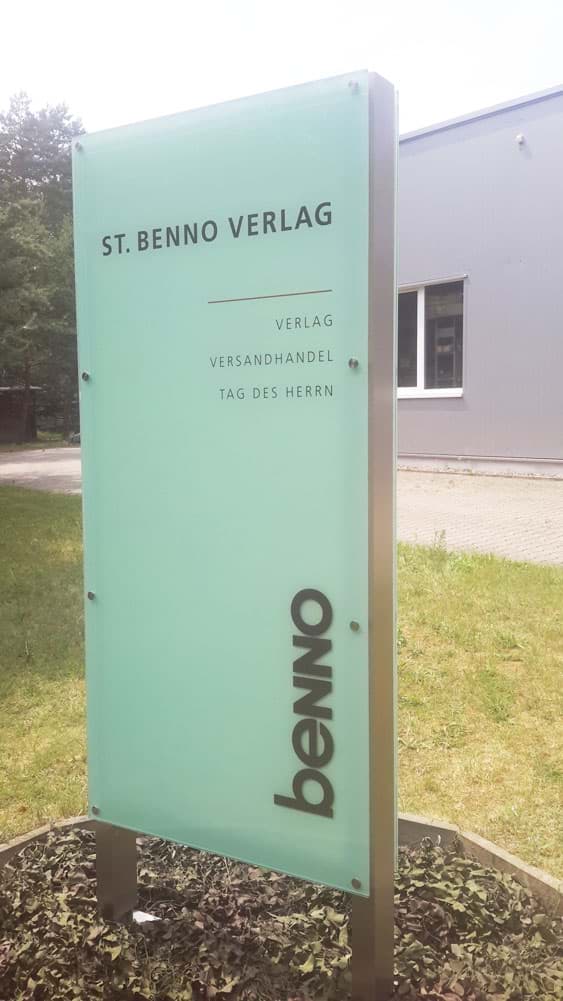 ST. BENNO VERLAG
VERLAG
VERSANDHANDEL
TAG DES HERRN
benno